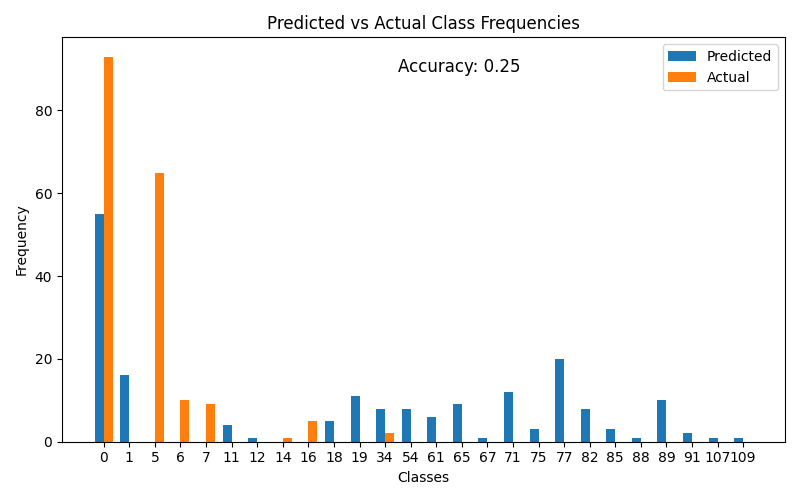 Predicted vs Actual Class Frequencies
Accuracy: 0.25
Predicted
Actual
Frequency
80
60
40
20
0
0 1 5 6 7 11 12 14 16 18 19 34 54 61 65 67 71 75 77 82 85 88 89 91 107 109
Classes